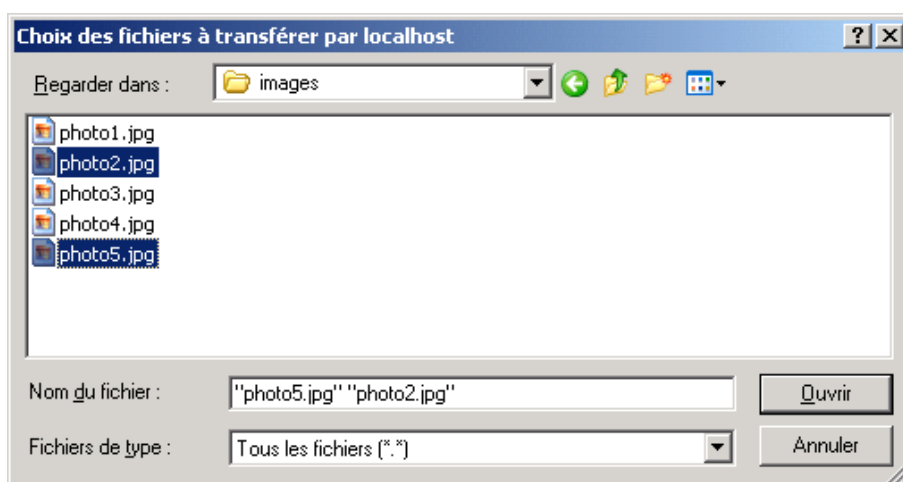 Choix des fichiers à transférer par localhost
Regarder dans : images
photo1.jpg
photo2.jpg
photo3.jpg
photo4.jpg
photo5.jpg
Nom du fichier : "photo5.jpg" "photo2.jpg" Ouvrir
Fichiers de type : Tous les fichiers (*.*) Annuler